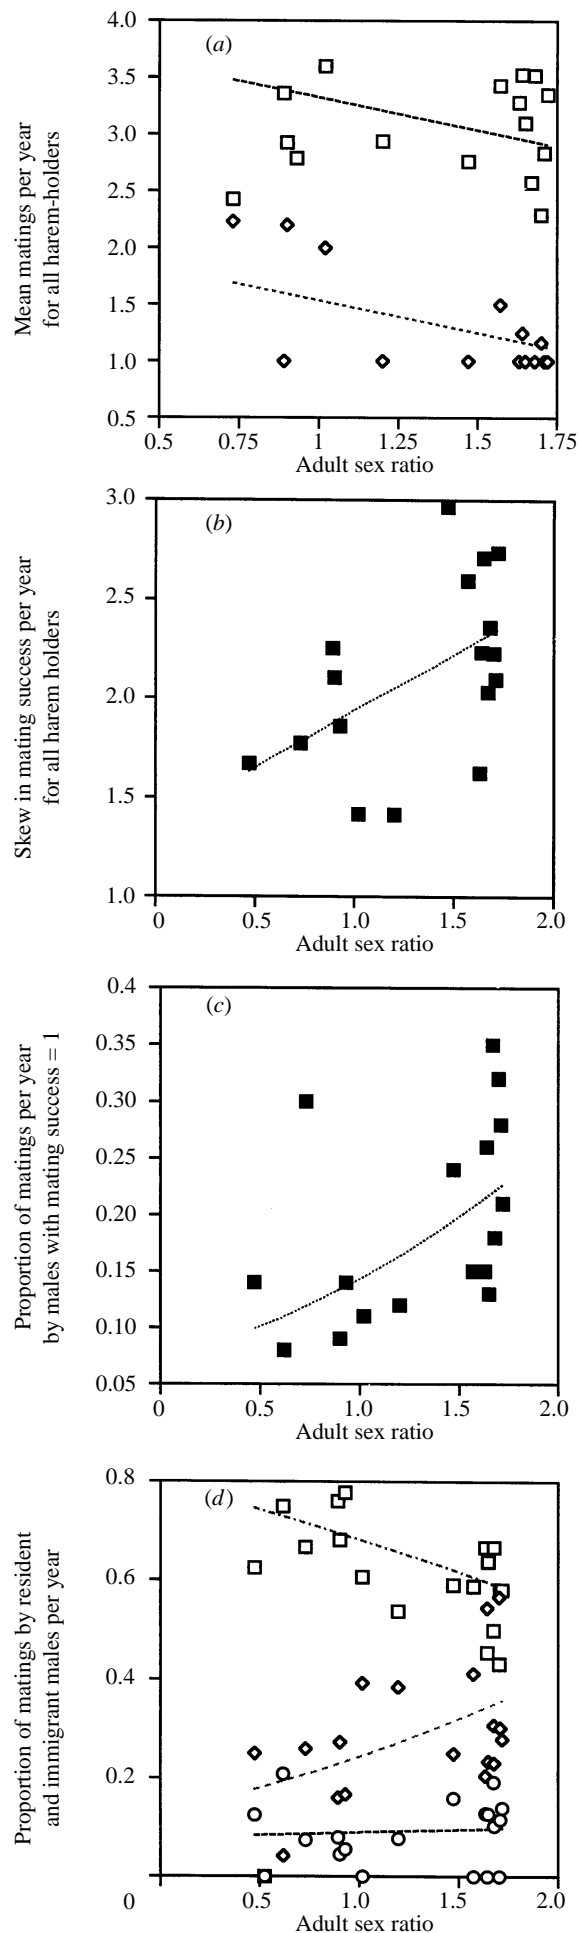 (a)
4.0
3.5
3.0
2.5
2.0
1.5
1.0
0.5
Mean matings per year
for all harem-holders
0.5 0.75 1 1.25 1.5 1.75
Adult sex ratio
(b)
3.0
2.5
2.0
1.5
1.0
Skew in mating success per year
for all harem holders
0 0.5 1.0 1.5 2.0
Adult sex ratio
(c)
0.4
0.35
0.30
0.25
0.20
0.15
0.10
0.05
Proportion of matings per year
by males with mating success = 1
0 0.5 1.0 1.5 2.0
Adult sex ratio
(d)
0.8
0.6
0.4
0.2
0
Proportion of matings by resident
and immigrant males per year
0.5 1.0 1.5 2.0
Adult sex ratio